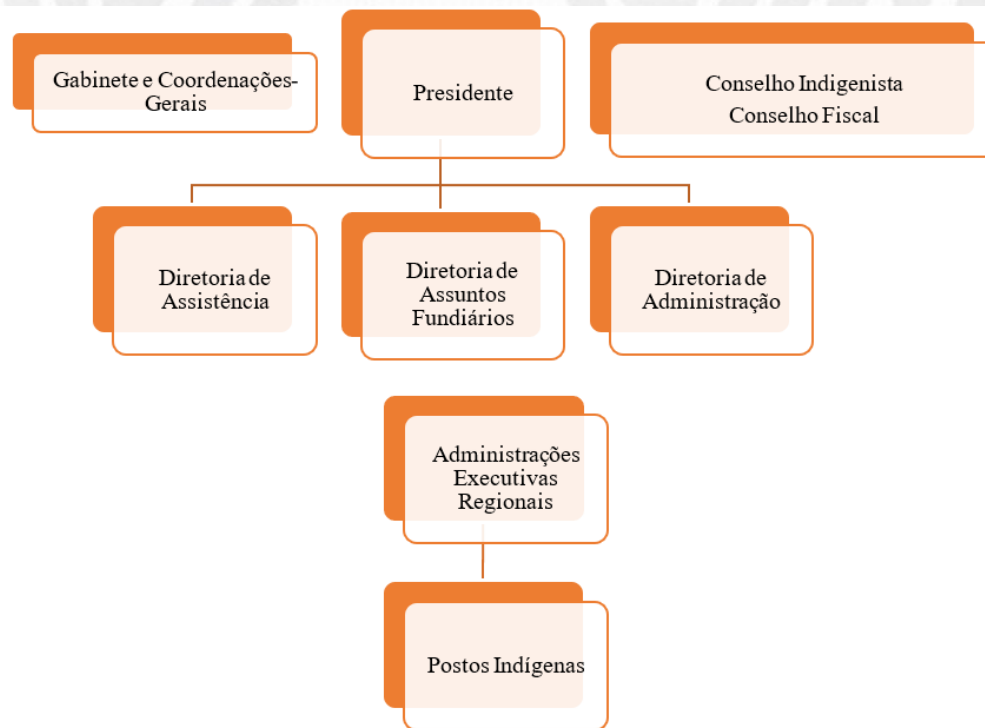 Gabinete e Coordenações-
Gerais
Presidente
Conselho Indigenista
Conselho Fiscal
Diretoria de
Assistência
Diretoria de
Assuntos
Fundiários
Diretoria de
Administração
Administrações
Executivas
Regionais
Postos Indígenas